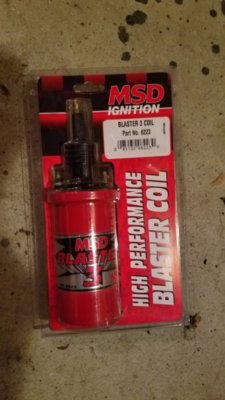 MSD
IGNITION
BLASTER 3 COIL
Part No. 8223
HIGH PERFORMANCE
BLASTER COIL
MSD
BLASTER
3